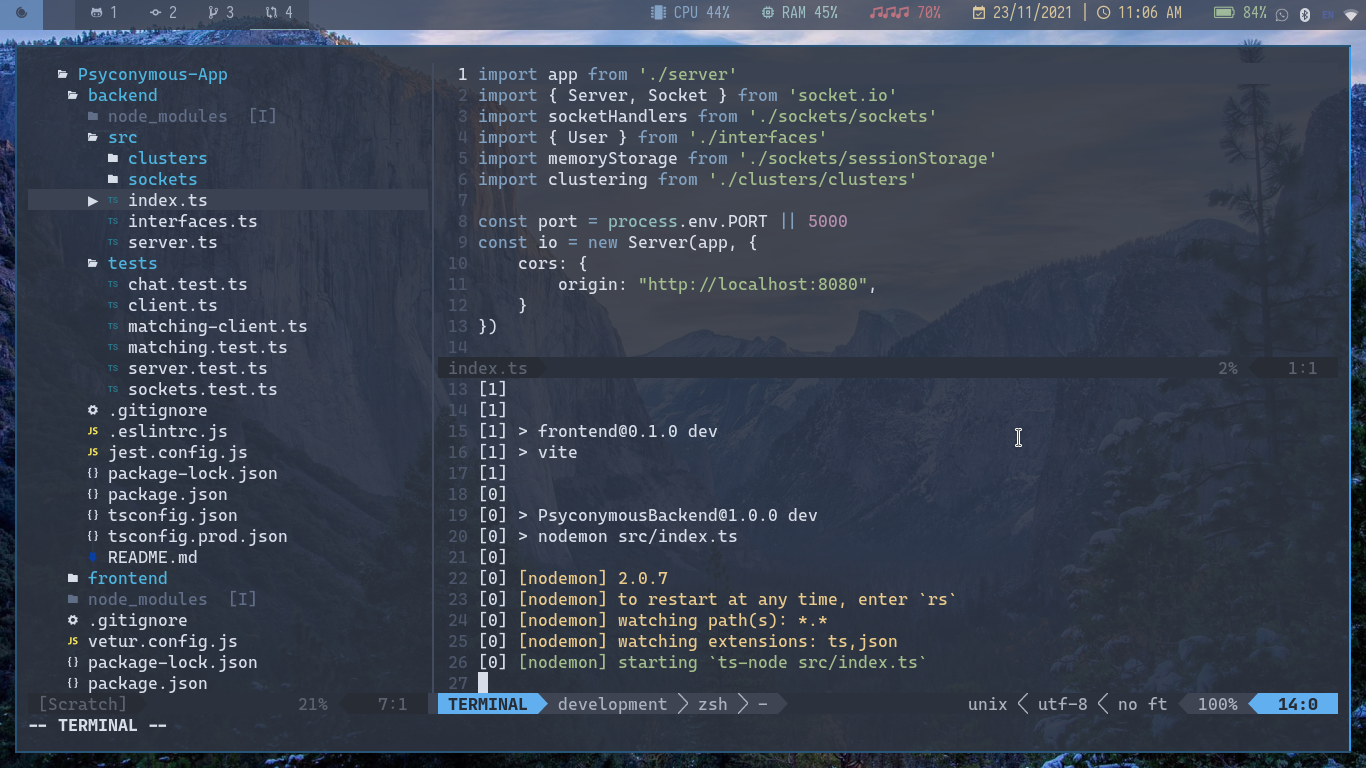 1 2 3 4 CPU 44% RAM 45% 70% 23/11/2021 | 11:06 AM 84% EN
Psyconymous-App
backend
node_modules [I]
src
clusters
sockets
TS index.ts
TS interfaces.ts
TS server.ts
tests
TS chat.test.ts
TS client.ts
TS matching-client.ts
TS matching.test.ts
TS server.test.ts
TS sockets.test.ts
.gitignore
JS .eslintrc.js
JS jest.config.js
{} package-lock.json
{} package.json
{} tsconfig.json
{} tsconfig.prod.json
README.md
frontend
node_modules [I]
.gitignore
JS vetur.config.js
{} package-lock.json
{} package.json
[Scratch] 21% 7:1
1 import app from './server'
2 import { Server, Socket } from 'socket.io'
3 import socketHandlers from './sockets/sockets'
4 import { User } from './interfaces'
5 import memoryStorage from './sockets/sessionStorage'
6 import clustering from './clusters/clusters'
7
8 const port = process.env.PORT || 5000
9 const io = new Server(app, {
10 cors: {
11 origin: "http://localhost:8080",
12 }
13 })
14
index.ts 2% 1:1
13 [1]
14 [1]
15 [1] > frontend@0.1.0 dev
16 [1] > vite
17 [1]
18 [0]
19 [0] > PsyconymousBackend@1.0.0 dev
20 [0] > nodemon src/index.ts
21 [0]
22 [0] [nodemon] 2.0.7
23 [0] [nodemon] to restart at any time, enter `rs`
24 [0] [nodemon] watching path(s): *.*
25 [0] [nodemon] watching extensions: ts,json
26 [0] [nodemon] starting `ts-node src/index.ts`
27
TERMINAL development zsh - unix utf-8 no ft 100% 14:0
-- TERMINAL --